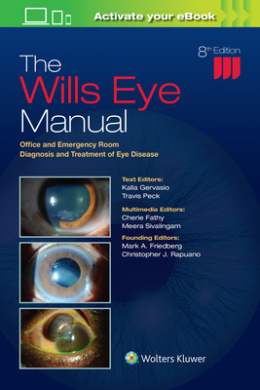 Activate your eBook
8th Edition
The
Wills Eye
Manual
Office and Emergency Room
Diagnosis and Treatment of Eye Disease
Text Editors:
Kalla Gervasio
Travis Peck
Multimedia Editors:
Cherie Fathy
Meera Sivalingam
Founding Editors:
Mark A. Friedberg
Christopher J. Rapuano
Wolters Kluwer